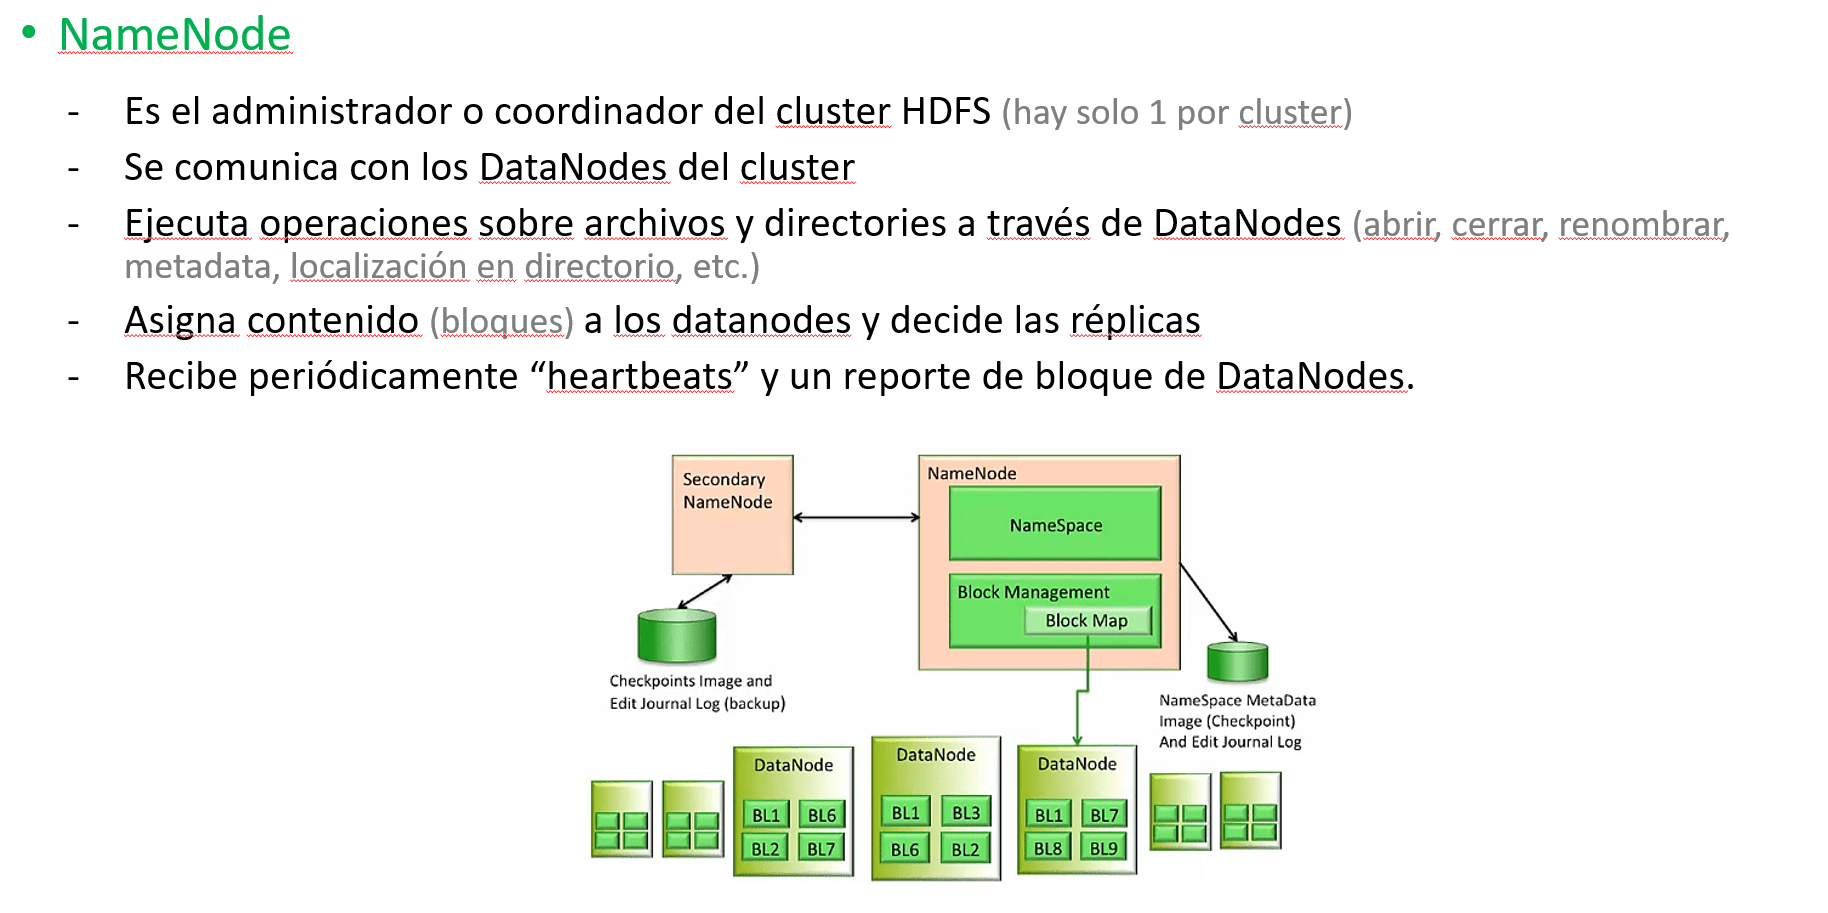 • NameNode
- Es el administrador o coordinador del cluster HDFS (hay solo 1 por cluster)
- Se comunica con los DataNodes del cluster
- Ejecuta operaciones sobre archivos y directories a través de DataNodes (abrir, cerrar, renombrar,
metadata, localización en directorio, etc.)
- Asigna contenido (bloques) a los datanodes y decide las réplicas
- Recibe periódicamente “heartbeats” y un reporte de bloque de DataNodes.
Secondary
NameNode
NameNode
NameSpace
Block Management
Block Map
Checkpoints Image and
Edit Journal Log (backup)
NameSpace MetaData
Image (Checkpoint)
And Edit Journal Log
DataNode
BL1 BL6
BL2 BL7
DataNode
BL1 BL3
BL6 BL2
DataNode
BL1 BL7
BL8 BL9